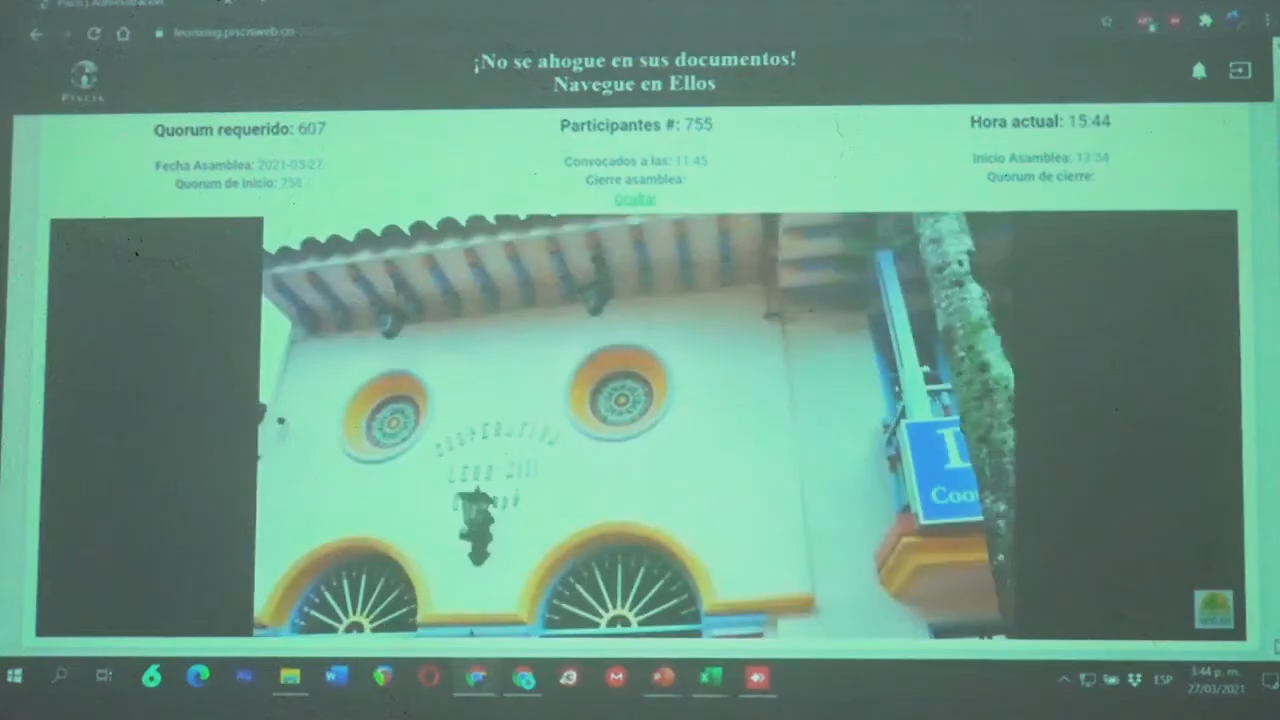 ¡No se ahogue en sus documentos!
Navegue en Ellos
Piscis
Quorum requerido: 607
Participantes #: 755
Hora actual: 15:44
Fecha Asamblea: 2021-03-27
Convocados a las: 11:45
Inicio Asamblea: 13:34
Quorum de inicio: 758
Cierre asamblea:
Quorum de cierre:
Ocultar
COOPERATIVA
LEON XIII
L
Coo
ESP
3:44 p. m.
27/03/2021